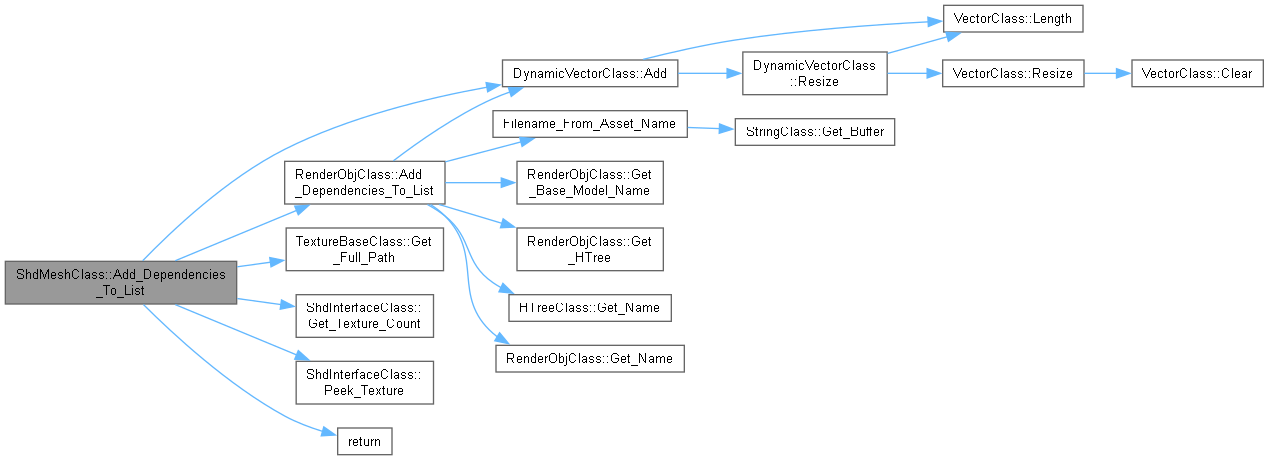 VectorClass::Length
DynamicVectorClass::Add
DynamicVectorClass
::Resize
VectorClass::Resize
VectorClass::Clear
Filename_From_Asset_Name
StringClass::Get_Buffer
RenderObjClass::Add
_Dependencies_To_List
RenderObjClass::Get
_Base_Model_Name
RenderObjClass::Get
_HTree
TextureBaseClass::Get
_Full_Path
ShdMeshClass::Add_Dependencies
_To_List
HTreeClass::Get_Name
ShdInterfaceClass::
Get_Texture_Count
RenderObjClass::Get_Name
ShdInterfaceClass::
Peek_Texture
return